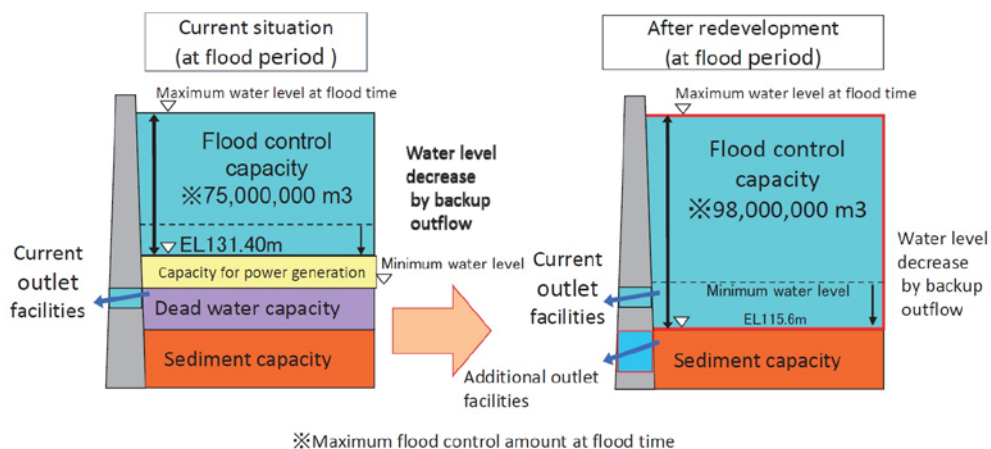 Current situation
(at flood period )
After redevelopment
(at flood period)
Maximum water level at flood time
Flood control
capacity
※75,000,000 m3
EL131.40m
Capacity for power generation
Dead water capacity
Sediment capacity
Current
outlet
facilities
Water level
decrease
by backup
outflow
Minimum water level
Maximum water level at flood time
Flood control
capacity
※98,000,000 m3
Current
outlet
facilities
Minimum water level
EL115.6m
Sediment capacity
Additional outlet
facilities
Water level
decrease
by backup
outflow
※Maximum flood control amount at flood time